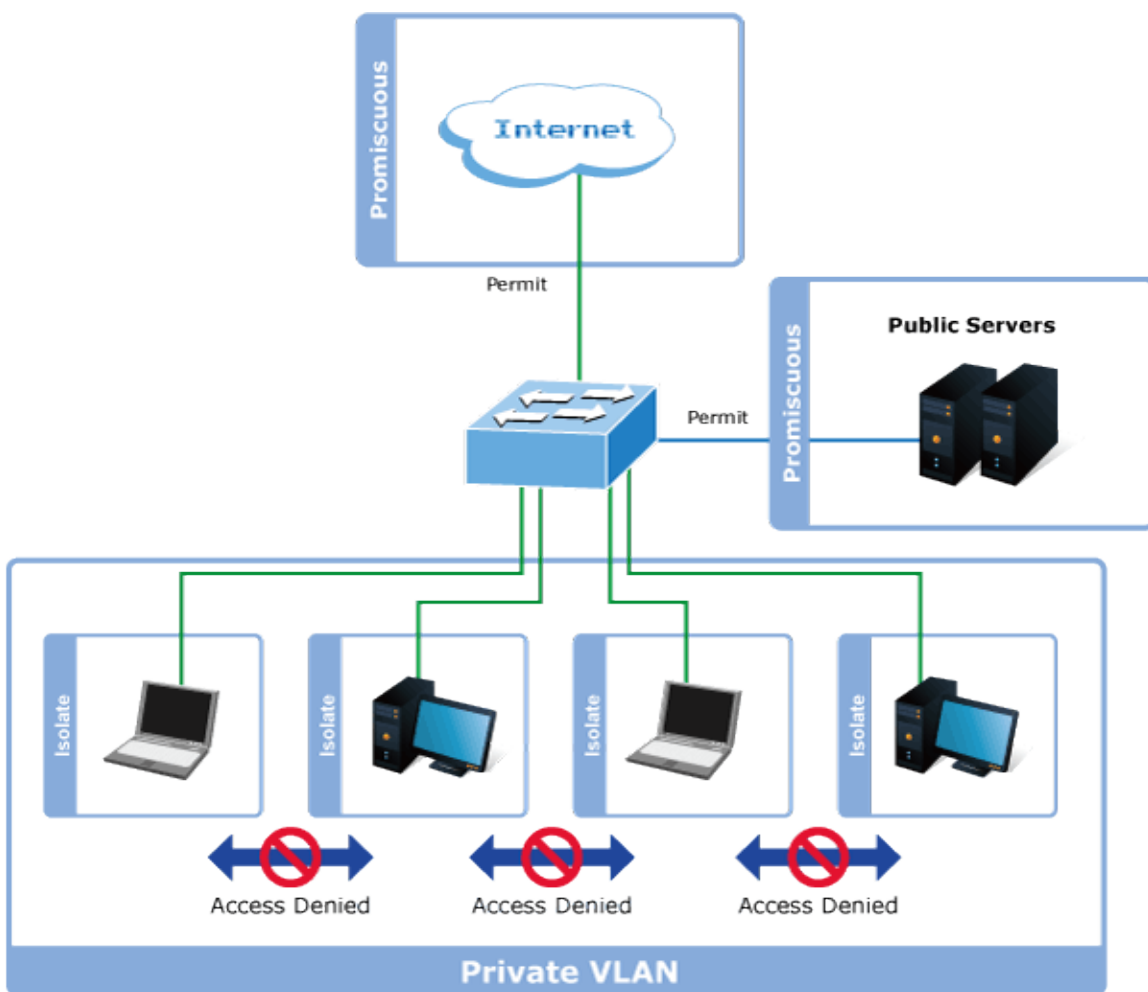 Promiscuous
Internet
Permit
Promiscuous
Public Servers
Permit
Isolate
Isolate
Isolate
Isolate
Access Denied
Access Denied
Access Denied
Private VLAN